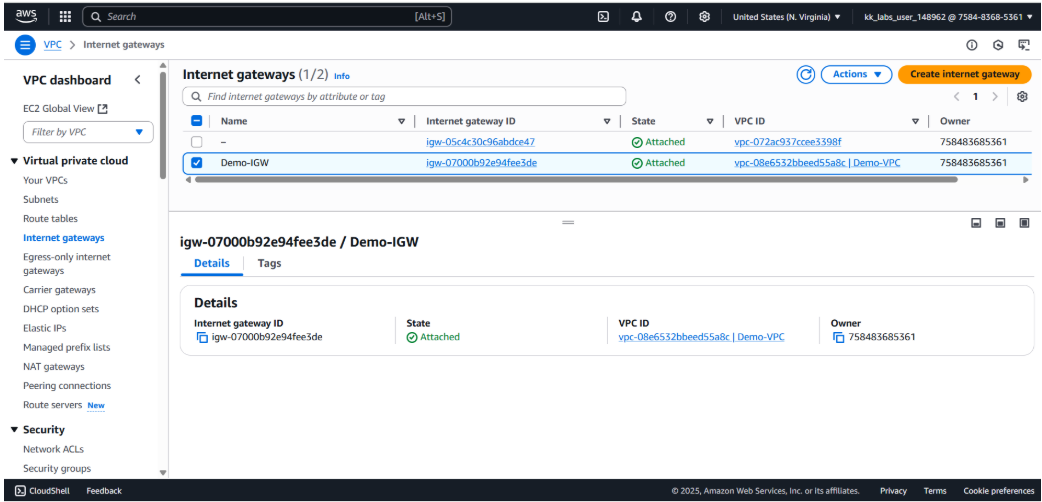 aws
Search
[Alt+S]
United States (N. Virginia) ▼
kk_labs_user_148962 @ 7584-8368-5361 ▼
VPC > Internet gateways
VPC dashboard
EC2 Global View
Filter by VPC
Virtual private cloud
Your VPCs
Subnets
Route tables
Internet gateways
Egress-only internet
gateways
Carrier gateways
DHCP option sets
Elastic IPs
Managed prefix lists
NAT gateways
Peering connections
Route servers New
Security
Network ACLs
Security groups
Internet gateways (1/2) Info
Actions ▼
Create internet gateway
Find internet gateways by attribute or tag
< 1 >
Name | Internet gateway ID | State | VPC ID | Owner
– igw-05c4c30c96abdce47 Attached vpc-072ac937ccee3398f 758483685361
Demo-IGW igw-07000b92e94fee3de Attached vpc-08e6532bbeed55a8c | Demo-VPC 758483685361
igw-07000b92e94fee3de / Demo-IGW
Details Tags
Details
Internet gateway ID State VPC ID Owner
igw-07000b92e94fee3de Attached vpc-08e6532bbeed55a8c | Demo-VPC 758483685361
CloudShell Feedback © 2025, Amazon Web Services, Inc. or its affiliates. Privacy Terms Cookie preferences